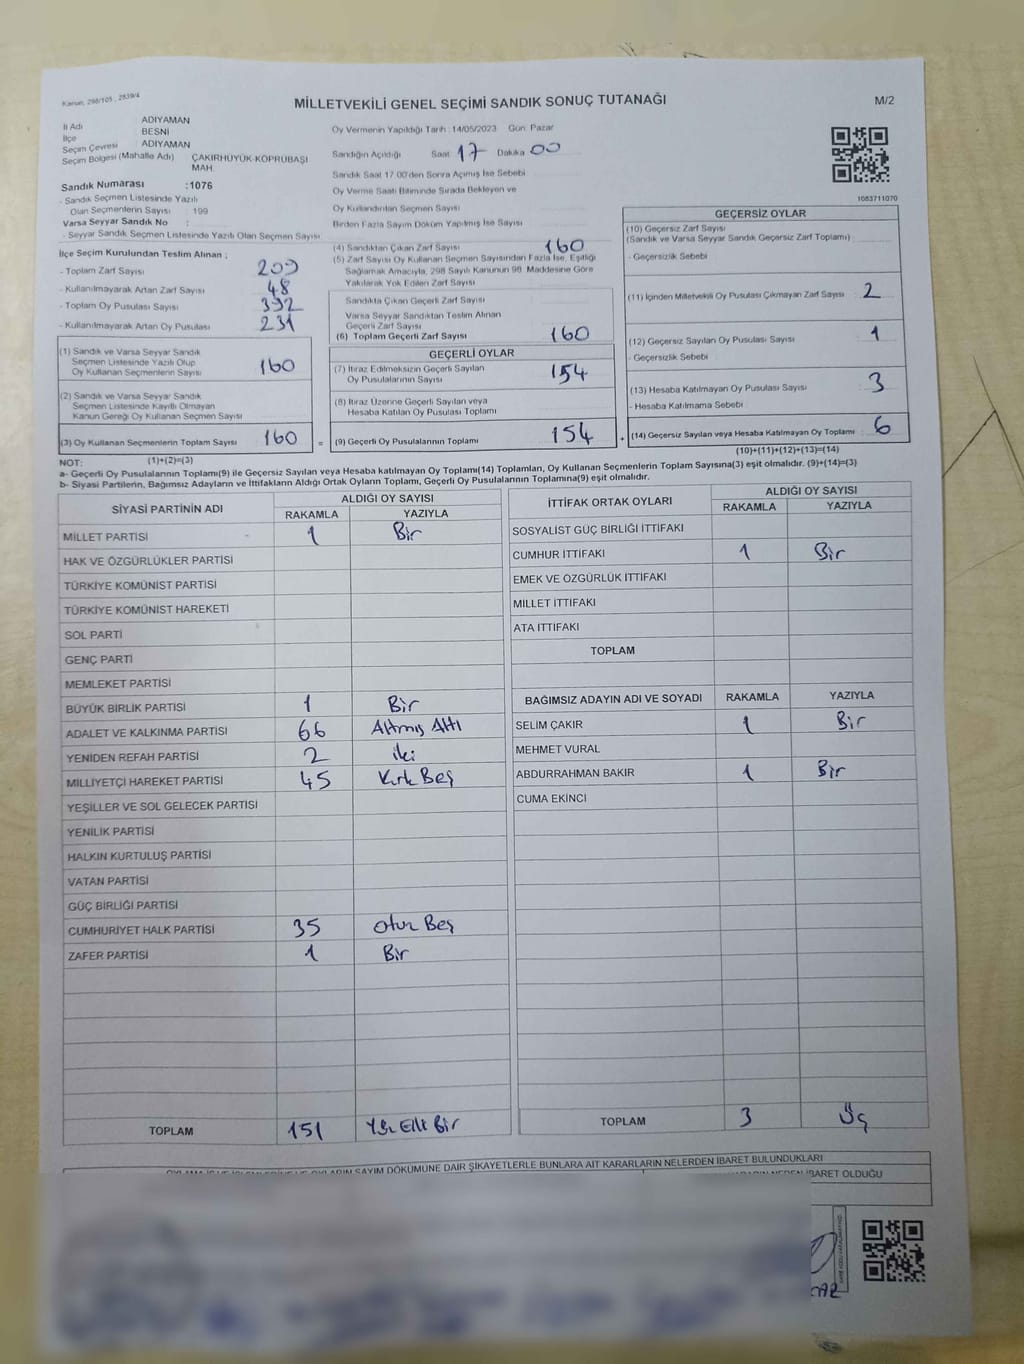 Kanun, 298/105 , 2839/4
MİLLETVEKİLİ GENEL SEÇİMİ SANDIK SONUÇ TUTANAĞI
M/2
İl Adı ADIYAMAN
İlçe BESNİ
Seçim Çevresi ADIYAMAN
Seçim Bölgesi (Mahalle Adı) ÇAKIRHÜYÜK-KÖPRÜBAŞI MAH
Sandık Numarası :1076
- Sandık Seçmen Listesinde Yazılı
Olan Seçmenlerin Sayısı : 199
Varsa Seyyar Sandık No :
- Seyyar Sandık Seçmen Listesinde Yazılı Olan Seçmen Sayısı
İlçe Seçim Kurulundan Teslim Alınan ;
- Toplam Zarf Sayısı 209
- Kullanılmayarak Artan Zarf Sayısı 48
- Toplam Oy Pusulası Sayısı 392
- Kullanılmayarak Artan Oy Pusulası 231
(1) Sandık ve Varsa Seyyar Sandık
Seçmen Listesinde Yazılı Olup
Oy Kullanan Seçmenlerin Sayısı 160
(2) Sandık ve Varsa Seyyar Sandık
Seçmen Listesinde Kayıtlı Olmayan
Kanun Gereği Oy Kullanan Seçmen Sayısı
(3) Oy Kullanan Seçmenlerin Toplam Sayısı 160
(1)+(2)=(3)
Oy Vermenin Yapıldığı Tarih : 14/05/2023 Gün: Pazar
Sandığın Açıldığı Saat 17 Dakika 00
Sandık Saat 17.00'den Sonra Açılmış İse Sebebi
Oy Verme Saati Bitiminde Sırada Bekleyen ve
Oy Kullandırılan Seçmen Sayısı
Birden Fazla Sayım Döküm Yapılmış İse Sayısı
(4) Sandıktan Çıkan Zarf Sayısı 160
(5) Zarf Sayısı Oy Kullanan Seçmen Sayısından Fazla İse, Eşitliği
Sağlamak Amacıyla, 298 Sayılı Kanunun 98. Maddesine Göre
Yakılarak Yok Edilen Zarf Sayısı
Sandıkta Çıkan Geçerli Zarf Sayısı
Varsa Seyyar Sandıktan Teslim Alınan
Geçerli Zarf Sayısı
(6) Toplam Geçerli Zarf Sayısı 160
GEÇERLİ OYLAR
(7) İtiraz Edilmeksizin Geçerli Sayılan
Oy Pusulalarının Sayısı 154
(8) İtiraz Üzerine Geçerli Sayılan veya
Hesaba Katılan Oy Pusulası Toplamı
= (9) Geçerli Oy Pusulalarının Toplamı 154
1083711070
GEÇERSİZ OYLAR
(10) Geçersiz Zarf Sayısı
(Sandık ve Varsa Seyyar Sandık Geçersiz Zarf Toplamı)
- Geçersizlik Sebebi
(11) İçinden Milletvekili Oy Pusulası Çıkmayan Zarf Sayısı 2
(12) Geçersiz Sayılan Oy Pusulası Sayısı 1
- Geçersizlik Sebebi
(13) Hesaba Katılmayan Oy Pusulası Sayısı 3
- Hesaba Katılmama Sebebi
+ (14) Geçersiz Sayılan veya Hesaba Katılmayan Oy Toplamı 6
(10)+(11)+(12)+(13)=(14)
NOT:
a- Geçerli Oy Pusulalarının Toplamı(9) ile Geçersiz Sayılan veya Hesaba katılmayan Oy Toplamı(14) Toplamları, Oy Kullanan Seçmenlerin Toplam Sayısına(3) eşit olmalıdır. (9)+(14)=(3)
b- Siyasi Partilerin, Bağımsız Adayların ve İttifakların Aldığı Ortak Oyların Toplamı, Geçerli Oy Pusulalarının Toplamına(9) eşit olmalıdır.
SİYASİ PARTİNİN ADI ALDIĞI OY SAYISI
RAKAMLA YAZIYLA
MİLLET PARTİSİ 1 Bir
HAK VE ÖZGÜRLÜKLER PARTİSİ
TÜRKİYE KOMÜNİST PARTİSİ
TÜRKİYE KOMÜNİST HAREKETİ
SOL PARTİ
GENÇ PARTİ
MEMLEKET PARTİSİ
BÜYÜK BİRLİK PARTİSİ 1 Bir
ADALET VE KALKINMA PARTİSİ 66 Altmış Altı
YENİDEN REFAH PARTİSİ 2 iki
MİLLİYETÇİ HAREKET PARTİSİ 45 Kırk Beş
YEŞİLLER VE SOL GELECEK PARTİSİ
YENİLİK PARTİSİ
HALKIN KURTULUŞ PARTİSİ
VATAN PARTİSİ
GÜÇ BİRLİĞİ PARTİSİ
CUMHURİYET HALK PARTİSİ 35 Otuz Beş
ZAFER PARTİSİ 1 Bir
TOPLAM 151 Yüz Elli Bir
İTTİFAK ORTAK OYLARI ALDIĞI OY SAYISI
RAKAMLA YAZIYLA
SOSYALİST GÜÇ BİRLİĞİ İTTİFAKI
CUMHUR İTTİFAKI 1 Bir
EMEK VE ÖZGÜRLÜK İTTİFAKI
MİLLET İTTİFAKI
ATA İTTİFAKI
TOPLAM
BAĞIMSIZ ADAYIN ADI VE SOYADI RAKAMLA YAZIYLA
SELİM ÇAKIR 1 Bir
MEHMET VURAL
ABDURRAHMAN BAKIR 1 Bir
CUMA EKİNCİ
TOPLAM 3 Üç
SAYIM DÖKÜMÜNE DAİR ŞİKAYETLERLE BUNLARA AİT KARARLARIN NELERDEN İBARET BULUNDUKLARI
İBARET OLDUĞU